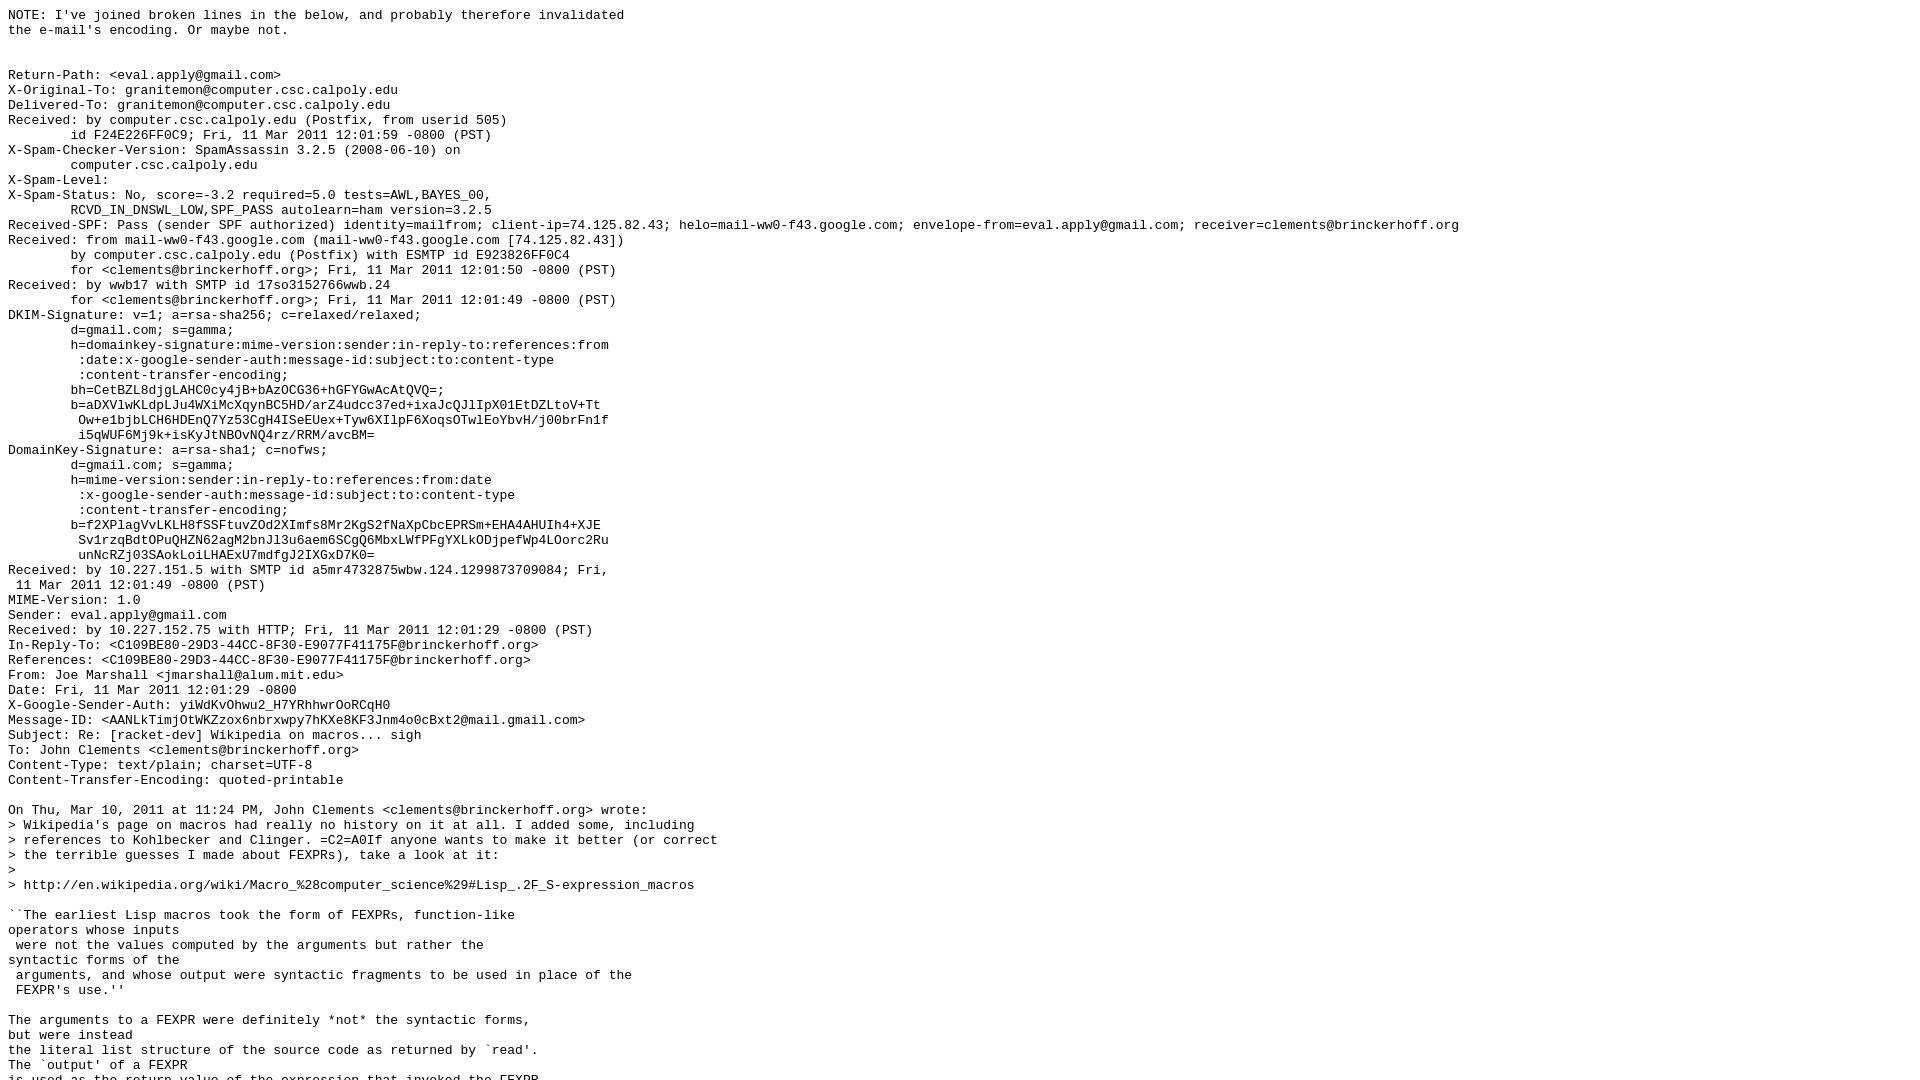 NOTE: I've joined broken lines in the below, and probably therefore invalidated
the e-mail's encoding. Or maybe not.
Return-Path: <eval.apply@gmail.com>
X-Original-To: granitemon@computer.csc.calpoly.edu
Delivered-To: granitemon@computer.csc.calpoly.edu
Received: by computer.csc.calpoly.edu (Postfix, from userid 505)
id F24E226FF0C9; Fri, 11 Mar 2011 12:01:59 -0800 (PST)
X-Spam-Checker-Version: SpamAssassin 3.2.5 (2008-06-10) on
computer.csc.calpoly.edu
X-Spam-Level:
X-Spam-Status: No, score=-3.2 required=5.0 tests=AWL,BAYES_00,
RCVD_IN_DNSWL_LOW,SPF_PASS autolearn=ham version=3.2.5
Received-SPF: Pass (sender SPF authorized) identity=mailfrom; client-ip=74.125.82.43; helo=mail-ww0-f43.google.com; envelope-from=eval.apply@gmail.com; receiver=clements@brinckerhoff.org
Received: from mail-ww0-f43.google.com (mail-ww0-f43.google.com [74.125.82.43])
by computer.csc.calpoly.edu (Postfix) with ESMTP id E923826FF0C4
for <clements@brinckerhoff.org>; Fri, 11 Mar 2011 12:01:50 -0800 (PST)
Received: by wwb17 with SMTP id 17so3152766wwb.24
for <clements@brinckerhoff.org>; Fri, 11 Mar 2011 12:01:49 -0800 (PST)
DKIM-Signature: v=1; a=rsa-sha256; c=relaxed/relaxed;
d=gmail.com; s=gamma;
h=domainkey-signature:mime-version:sender:in-reply-to:references:from
:date:x-google-sender-auth:message-id:subject:to:content-type
:content-transfer-encoding;
bh=CetBZL8djgLAHC0cy4jB+bAzOCG36+hGFYGwAcAtQVQ=;
b=aDXVlwKLdpLJu4WXiMcXqynBC5HD/arZ4udcc37ed+ixaJcQJlIpX01EtDZLtoV+Tt
Ow+e1bjbLCH6HDEnQ7Yz53CgH4ISeEUex+Tyw6XIlpF6XoqsOTwlEoYbvH/j00brFn1f
i5qWUF6Mj9k+isKyJtNBOvNQ4rz/RRM/avcBM=
DomainKey-Signature: a=rsa-sha1; c=nofws;
d=gmail.com; s=gamma;
h=mime-version:sender:in-reply-to:references:from:date
:x-google-sender-auth:message-id:subject:to:content-type
:content-transfer-encoding;
b=f2XPlagVvLKLH8fSSFtuvZOd2XImfs8Mr2KgS2fNaXpCbcEPRSm+EHA4AHUIh4+XJE
Sv1rzqBdtOPuQHZN62agM2bnJl3u6aem6SCgQ6MbxLWfPFgYXLkODjpefWp4LOorc2Ru
unNcRZj03SAokLoiLHAExU7mdfgJ2IXGxD7K0=
Received: by 10.227.151.5 with SMTP id a5mr4732875wbw.124.1299873709084; Fri,
11 Mar 2011 12:01:49 -0800 (PST)
MIME-Version: 1.0
Sender: eval.apply@gmail.com
Received: by 10.227.152.75 with HTTP; Fri, 11 Mar 2011 12:01:29 -0800 (PST)
In-Reply-To: <C109BE80-29D3-44CC-8F30-E9077F41175F@brinckerhoff.org>
References: <C109BE80-29D3-44CC-8F30-E9077F41175F@brinckerhoff.org>
From: Joe Marshall <jmarshall@alum.mit.edu>
Date: Fri, 11 Mar 2011 12:01:29 -0800
X-Google-Sender-Auth: yiWdKvOhwu2_H7YRhhwrOoRCqH0
Message-ID: <AANLkTimjOtWKZzox6nbrxwpy7hKXe8KF3Jnm4o0cBxt2@mail.gmail.com>
Subject: Re: [racket-dev] Wikipedia on macros... sigh
To: John Clements <clements@brinckerhoff.org>
Content-Type: text/plain; charset=UTF-8
Content-Transfer-Encoding: quoted-printable
On Thu, Mar 10, 2011 at 11:24 PM, John Clements <clements@brinckerhoff.org> wrote:
> Wikipedia's page on macros had really no history on it at all. I added some, including
> references to Kohlbecker and Clinger. =C2=A0If anyone wants to make it better (or correct
> the terrible guesses I made about FEXPRs), take a look at it:
>
> http://en.wikipedia.org/wiki/Macro_%28computer_science%29#Lisp_.2F_S-expression_macros
``The earliest Lisp macros took the form of FEXPRs, function-like
operators whose inputs
were not the values computed by the arguments but rather the
syntactic forms of the
arguments, and whose output were syntactic fragments to be used in place of the
FEXPR's use.''
The arguments to a FEXPR were definitely *not* the syntactic forms,
but were instead
the literal list structure of the source code as returned by `read'.
The `output' of a FEXPR
is used as the return value of the expression that invoked the FEXPR